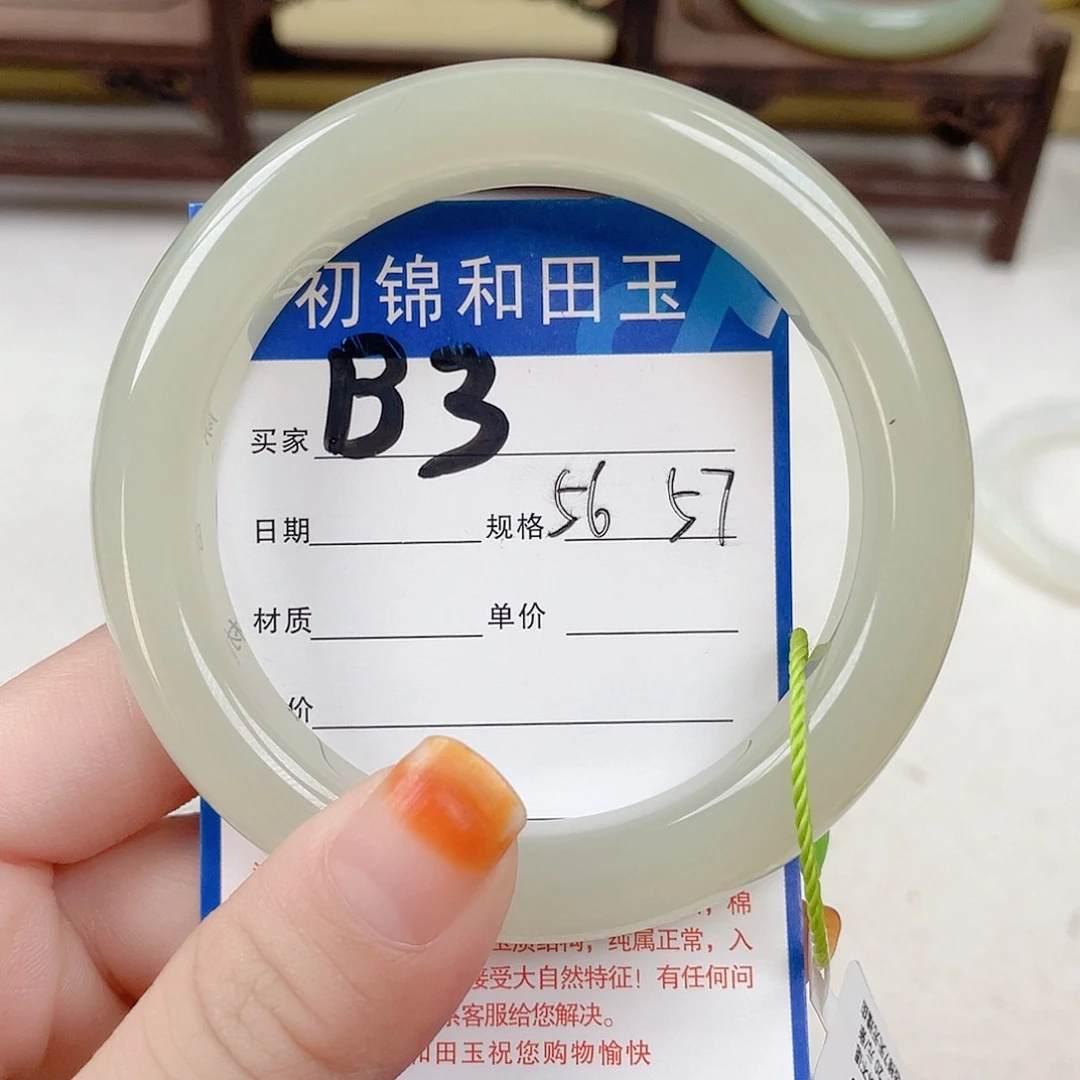 初锦和田玉
B3
买家
日期 规格 56 57
材质 单价
价
，棉
质结构，纯属正常，入
接受大自然特征！有任何问
客服给您解决。
和田玉祝您购物愉快